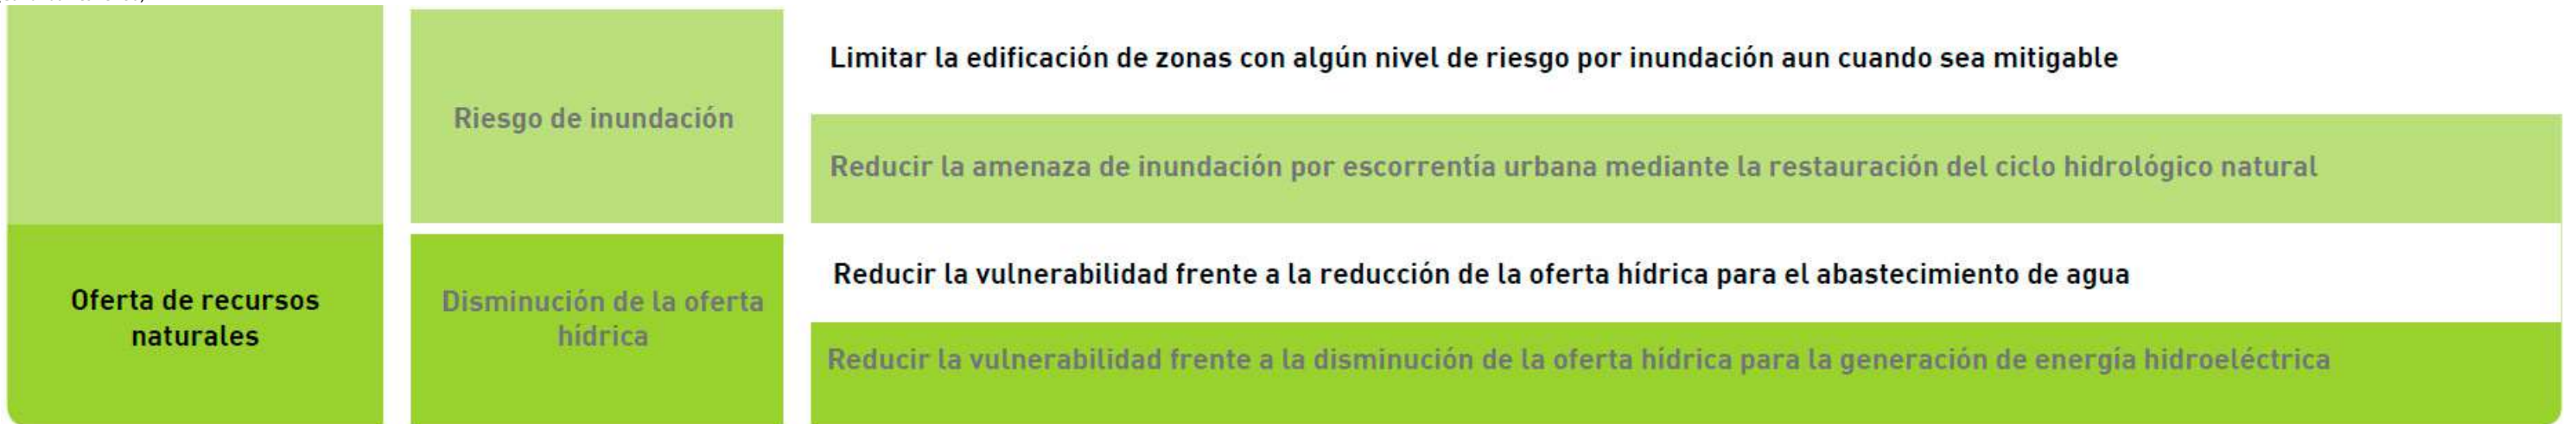 Limitar la edificación de zonas con algún nivel de riesgo por inundación aun cuando sea mitigable
Riesgo de inundación
Reducir la amenaza de inundación por escorrentía urbana mediante la restauración del ciclo hidrológico natural
Oferta de recursos
naturales
Disminución de la oferta
hídrica
Reducir la vulnerabilidad frente a la reducción de la oferta hídrica para el abastecimiento de agua
Reducir la vulnerabilidad frente a la disminución de la oferta hídrica para la generación de energía hidroeléctrica